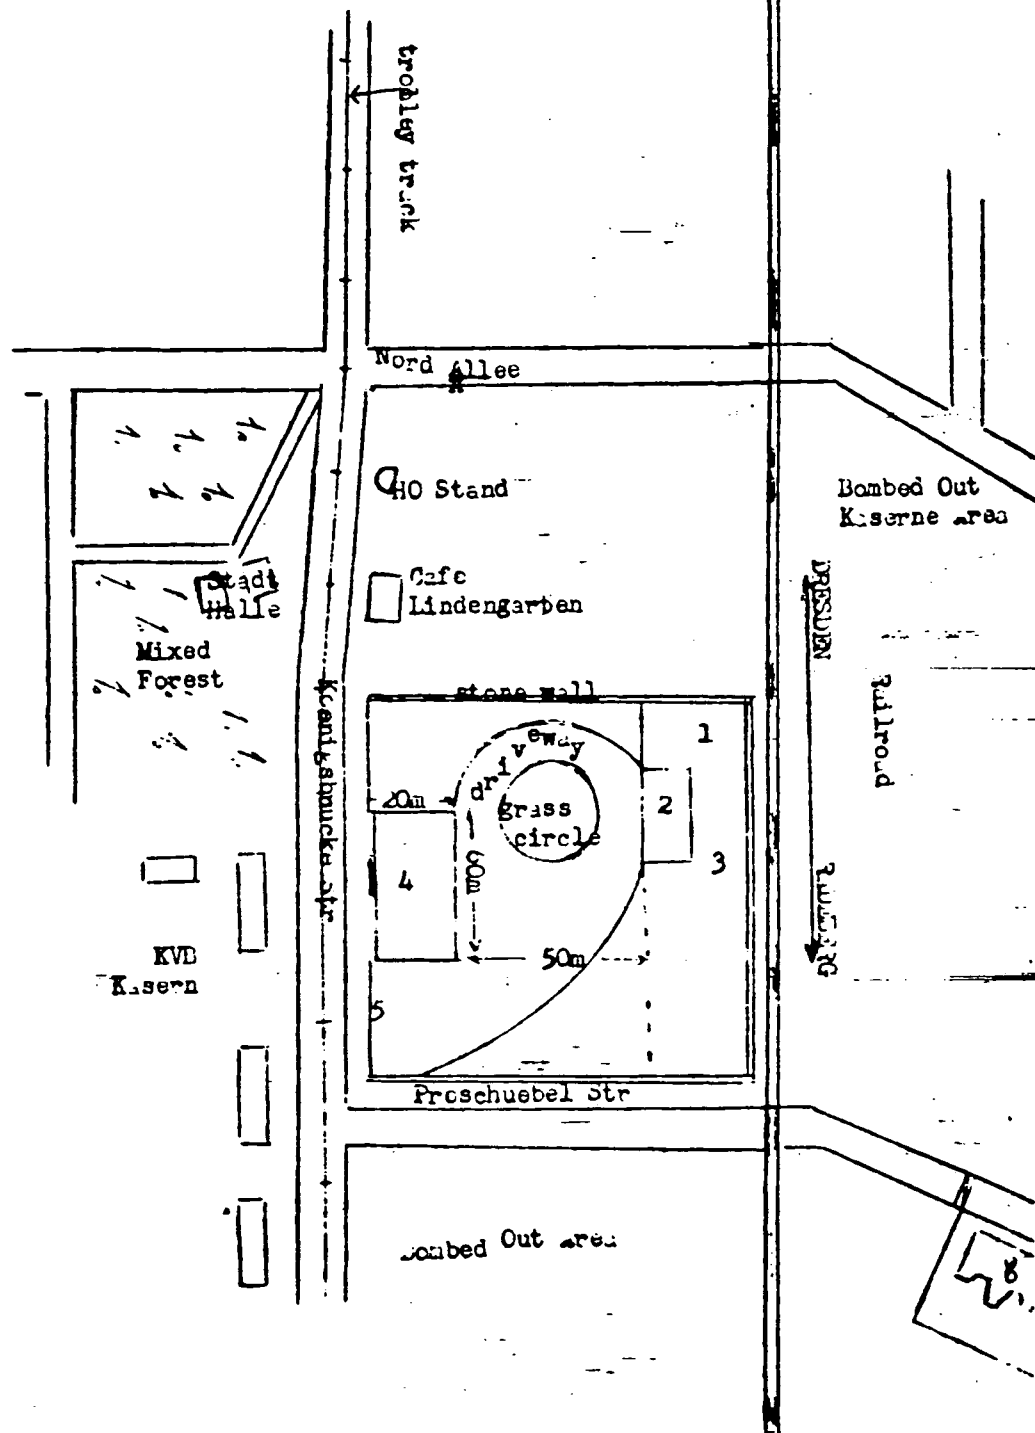 trolley track
Nord Allee
HO Stand
Bombed Out
Kaserne area
Stadt
Halle
Cafe
Lindengarten
DRESDEN
Mixed
Forest
stone wall
Railroad
driveway
1
20m
grass
circle
2
60m
3
4
KVD
Kasern
50m
5
Proschuebel Str
Bombed Out area
8